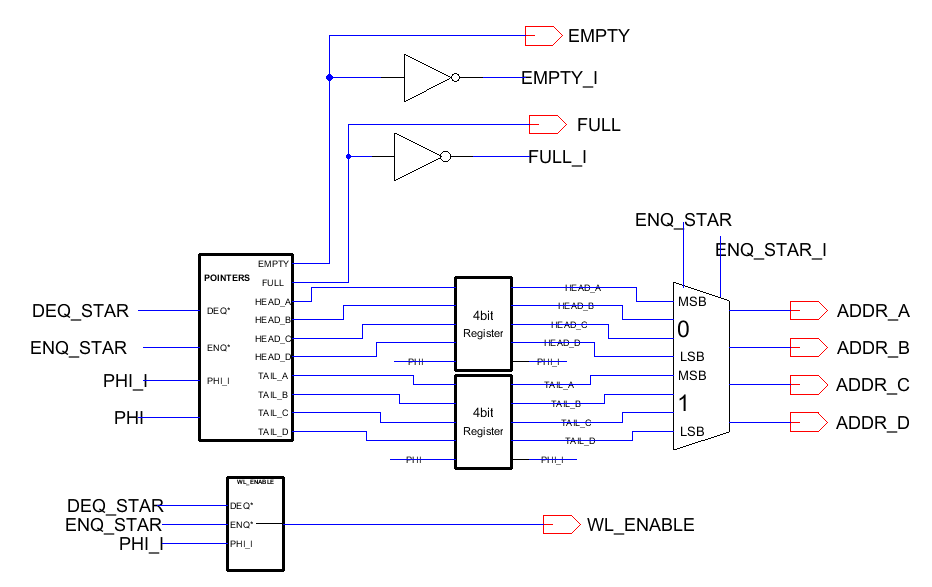 EMPTY
EMPTY_I
FULL
FULL_I
ENQ_STAR
ENQ_STAR_I
POINTERS
EMPTY
FULL
HEAD_A
HEAD_B
HEAD_C
HEAD_D
TAIL_A
TAIL_B
TAIL_C
TAIL_D
DEQ_STAR
DEQ*
ENQ_STAR
ENQ*
PHI_I
PHI_I
PHI
4bit
Register
PHI
PHI_I
HEAD_A
HEAD_B
HEAD_C
HEAD_D
4bit
Register
PHI
PHI_I
TAIL_A
TAIL_B
TAIL_C
TAIL_D
MSB
0
LSB
MSB
1
LSB
ADDR_A
ADDR_B
ADDR_C
ADDR_D
WL_ENABLE
DEQ_STAR
DEQ*
ENQ_STAR
ENQ*
PHI_I
PHI_I
WL_ENABLE